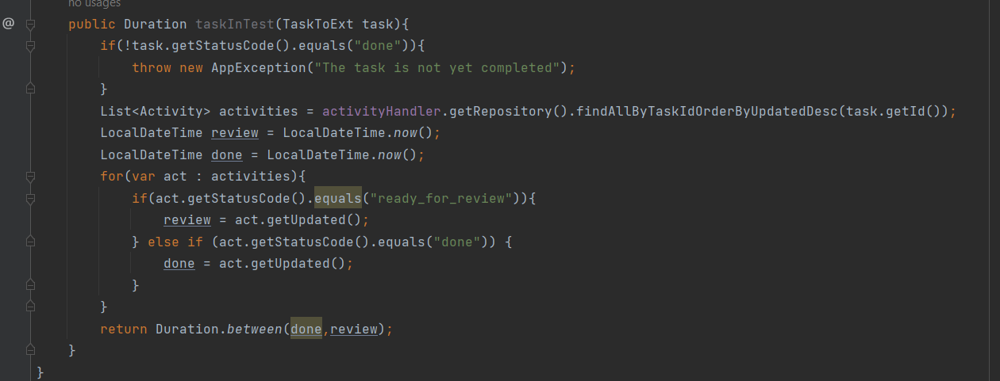 no usages
@
public Duration taskInTest(TaskToExt task){
if(!task.getStatusCode().equals("done")){
throw new AppException("The task is not yet completed");
}
List<Activity> activities = activityHandler.getRepository().findAllByTaskIdOrderByUpdatedDesc(task.getId());
LocalDateTime review = LocalDateTime.now();
LocalDateTime done = LocalDateTime.now();
for(var act : activities){
if(act.getStatusCode().equals("ready_for_review")){
review = act.getUpdated();
} else if (act.getStatusCode().equals("done")) {
done = act.getUpdated();
}
}
return Duration.between(done,review);
}
}